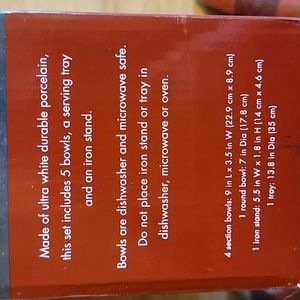 Made of ultra white durable porcelain,
this set includes 5 bowls, a serving tray
and an iron stand.
Bowls are dishwasher and microwave safe.
Do not place iron stand or tray in
dishwasher, microwave or oven.
4 section bowls: 9 in L x 3.5 in W (22.9 cm x 8.9 cm)
1 round bowl: 7 in Dia (17.8 cm)
1 iron stand: 5.5 in W x 1.8 in H (14 cm x 4.6 cm)
1 tray: 13.8 in Dia (35 cm)